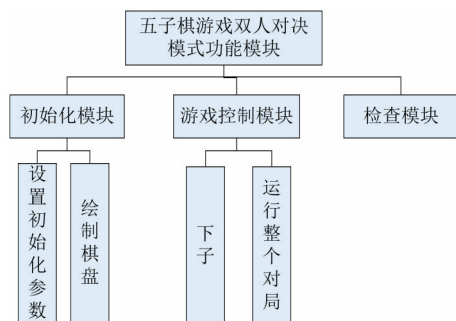 五子棋游戏双人对决
模式功能模块
初始化模块
游戏控制模块
检查模块
设置初始化参数
绘制棋盘
下子
运行整个对局